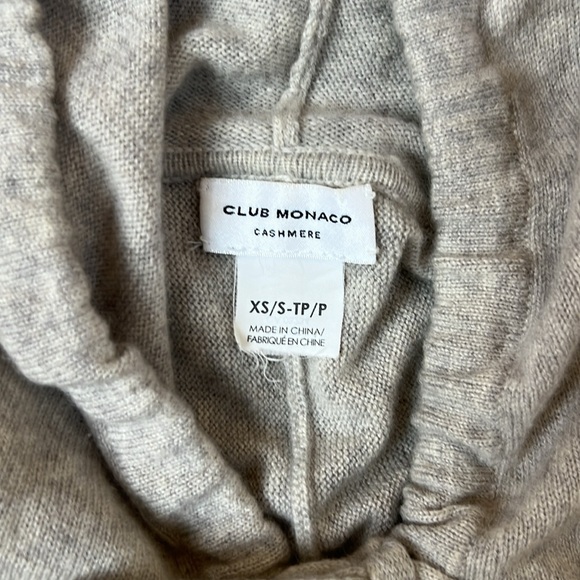 CLUB MONACO
CASHMERE
XS/S-TP/P
MADE IN CHINA/
FABRIQUÉ EN CHINE